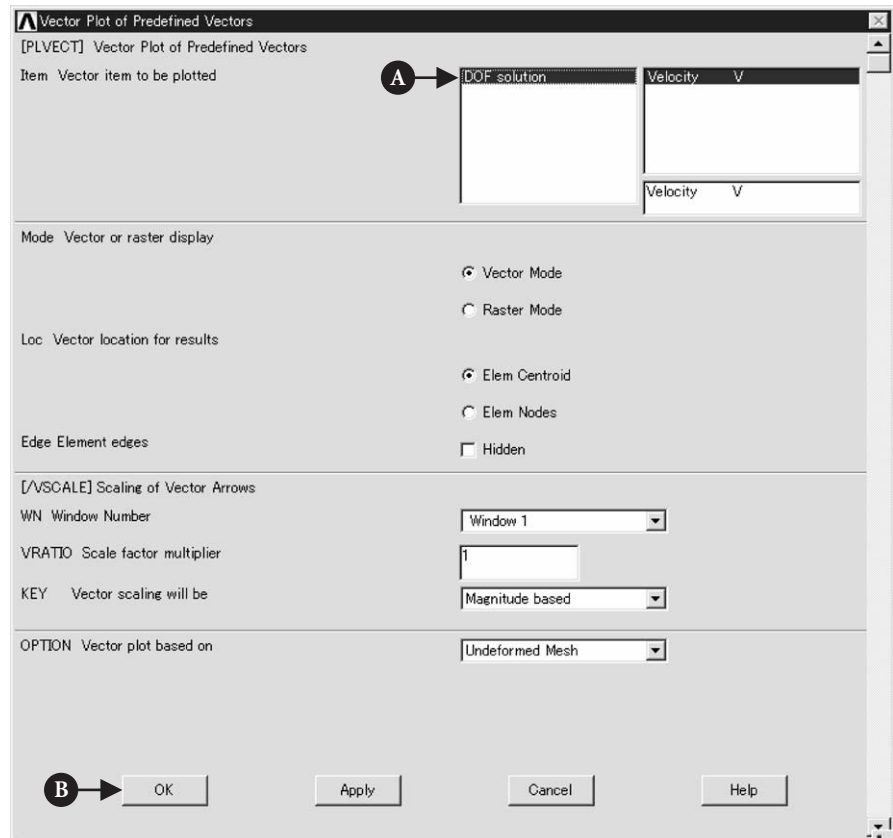 Vector Plot of Predefined Vectors
[PLVECT] Vector Plot of Predefined Vectors
Item Vector item to be plotted
A
DOF solution
Velocity V
Velocity V
Mode Vector or raster display
Vector Mode
Raster Mode
Loc Vector location for results
Elem Centroid
Elem Nodes
Edge Element edges
Hidden
[/VSCALE] Scaling of Vector Arrows
WN Window Number
Window 1
VRATIO Scale factor multiplier
1
KEY Vector scaling will be
Magnitude based
OPTION Vector plot based on
Undeformed Mesh
B
OK
Apply
Cancel
Help